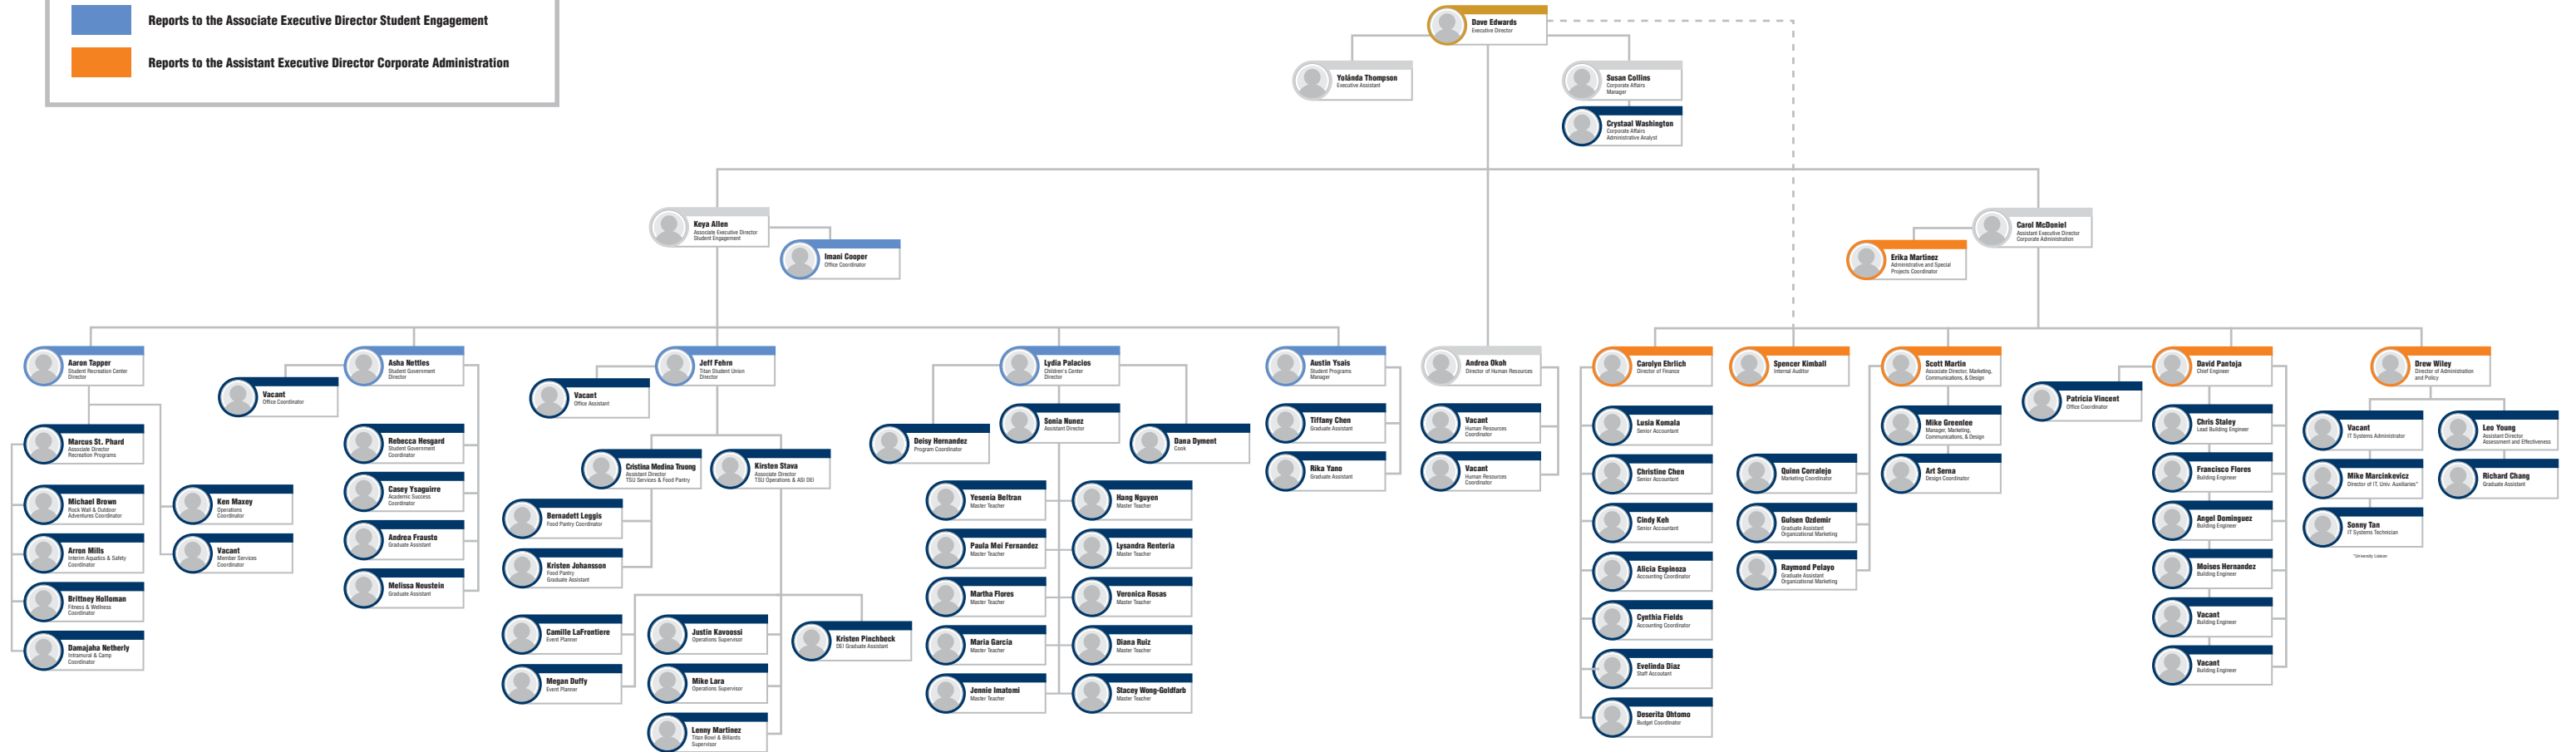 Reports to the Associate Executive Director Student Engagement
Reports to the Assistant Executive Director Corporate Administration
Dave Edwards
Executive Director
Yolánda Thompson
Executive Assistant
Susan Collins
Corporate Affairs
Manager
Crystaal Washington
Corporate Affairs
Administrative Analyst
Keya Allen
Associate Executive Director
Student Engagement
Imani Cooper
Office Coordinator
Carol McDoniel
Assistant Executive Director
Corporate Administration
Erika Martinez
Administrative and Special
Projects Coordinator
Aaron Tapper
Student Recreation Center
Director
Marcus St. Phard
Associate Director
Recreation Programs
Michael Brown
Rock Wall & Outdoor
Adventures Coordinator
Arron Mills
Interim Aquatics & Safety
Coordinator
Brittney Holloman
Fitness & Wellness
Coordinator
Damajaha Netherly
Intramural & Camp
Coordinator
Ken Maxey
Operations
Coordinator
Vacant
Member Services
Coordinator
Asha Nettles
Student Government
Director
Vacant
Office Coordinator
Rebecca Hesgard
Student Government
Coordinator
Casey Ysaguirre
Academic Success
Coordinator
Andrea Frausto
Graduate Assistant
Melissa Neustein
Graduate Assistant
Jeff Fehrn
Titan Student Union
Director
Vacant
Office Assistant
Cristina Medina Truong
Assistant Director
TSU Services & Food Pantry
Kirsten Stava
Associate Director
TSU Operations & ASI DEI
Bernadett Leggis
Food Pantry Coordinator
Kristen Johansson
Food Pantry
Graduate Assistant
Camille LaFrontiere
Event Planner
Megan Duffy
Event Planner
Justin Kavoossi
Operations Supervisor
Mike Lara
Operations Supervisor
Lenny Martinez
Titan Bowl & Billiards
Supervisor
Kristen Pinchbeck
DEI Graduate Assistant
Lydia Palacios
Children's Center
Director
Deisy Hernandez
Program Coordinator
Sonia Nunez
Assistant Director
Dana Dyment
Cook
Yesenia Beltran
Master Teacher
Hang Nguyen
Master Teacher
Paula Mei Fernandez
Master Teacher
Lysandra Renteria
Master Teacher
Martha Flores
Master Teacher
Veronica Rosas
Master Teacher
Maria Garcia
Master Teacher
Diana Ruiz
Master Teacher
Jennie Imatomi
Master Teacher
Stacey Wong-Goldfarb
Master Teacher
Austin Ysais
Student Programs
Manager
Tiffany Chen
Graduate Assistant
Rika Yano
Graduate Assistant
Andrea Okoh
Director of Human Resources
Vacant
Human Resources
Coordinator
Vacant
Human Resources
Coordinator
Carolyn Ehrlich
Director of Finance
Lusia Komala
Senior Accountant
Christine Chen
Senior Accountant
Cindy Keh
Senior Accountant
Alicia Espinoza
Accounting Coordinator
Cynthia Fields
Accounting Coordinator
Evelinda Diaz
Staff Accoutant
Deserita Ohtomo
Budget Coordinator
Spencer Kimball
Internal Auditor
Scott Martin
Associate Director, Marketing,
Communications, & Design
Mike Greenlee
Manager, Marketing,
Communications, & Design
Art Serna
Design Coordinator
Quinn Corralejo
Marketing Coordinator
Gulsen Ozdemir
Graduate Assistant
Organizational Marketing
Raymond Pelayo
Graduate Assistant
Organizational Marketing
David Pantoja
Chief Engineer
Patricia Vincent
Office Coordinator
Chris Staley
Lead Building Engineer
Francisco Flores
Building Engineer
Angel Dominguez
Building Engineer
Moises Hernandez
Building Engineer
Vacant
Building Engineer
Vacant
Building Engineer
Drew Wiley
Director of Administration
and Policy
Vacant
IT Systems Administrator
Mike Marcinkevicz
Director of IT, Univ. Auxiliaries*
Sonny Tan
IT Systems Technician
*University Liaison
Leo Young
Assistant Director
Assessment and Effectiveness
Richard Chang
Graduate Assistant